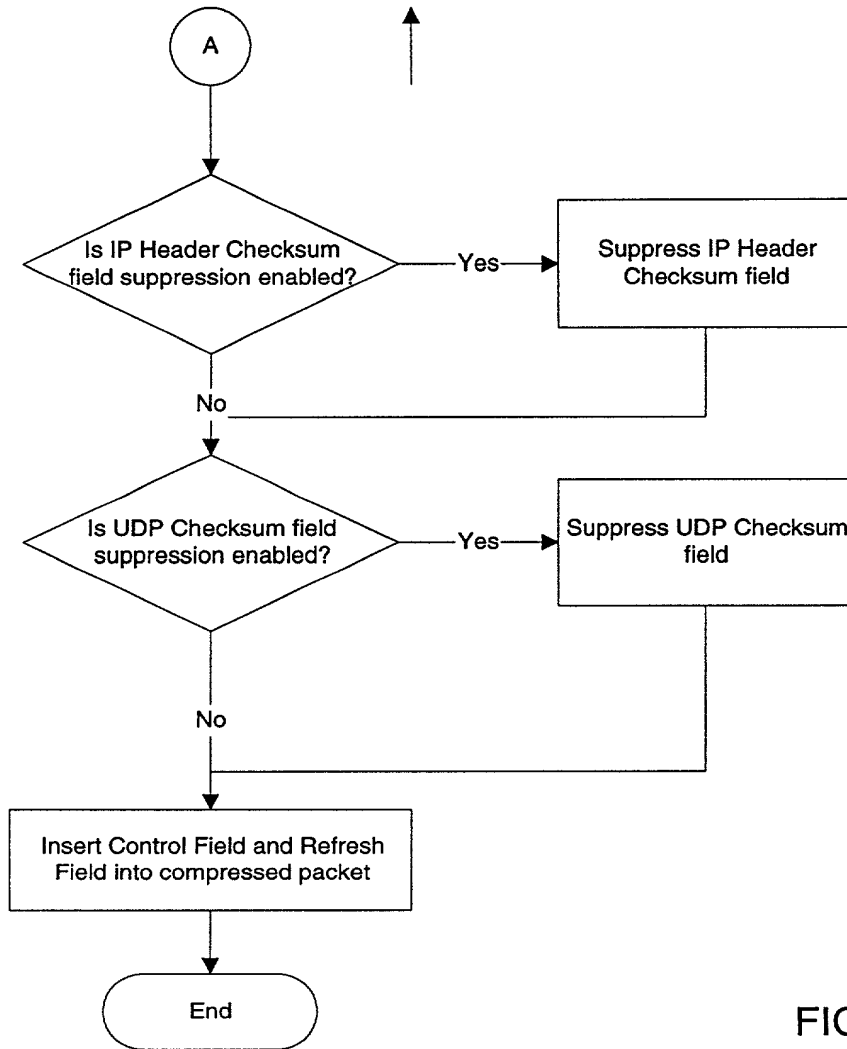 A
Is IP Header Checksum
field suppression enabled?
Yes
Suppress IP Header
Checksum field
No
Is UDP Checksum field
suppression enabled?
Yes
Suppress UDP Checksum
field
No
Insert Control Field and Refresh
Field into compressed packet
End